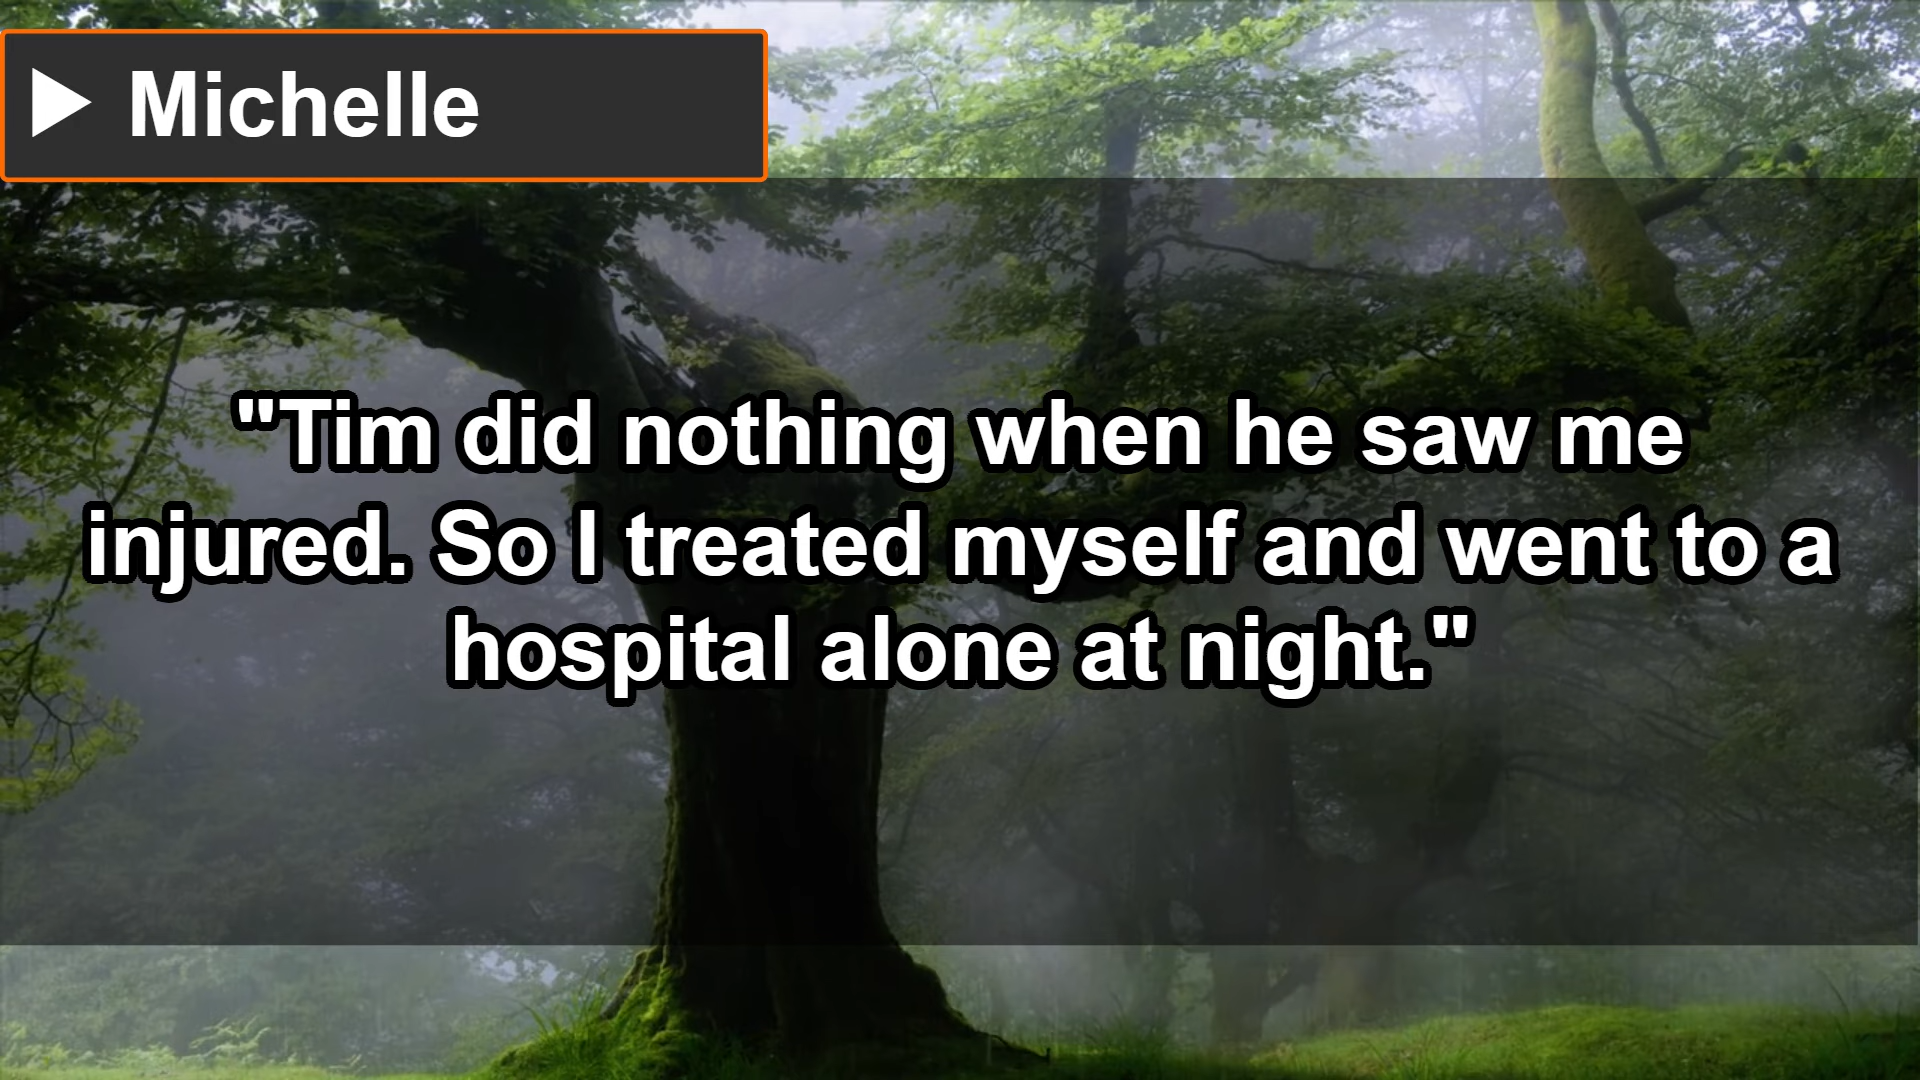 Michelle
"Tim did nothing when he saw me
injured. So I treated myself and went to a
hospital alone at night."